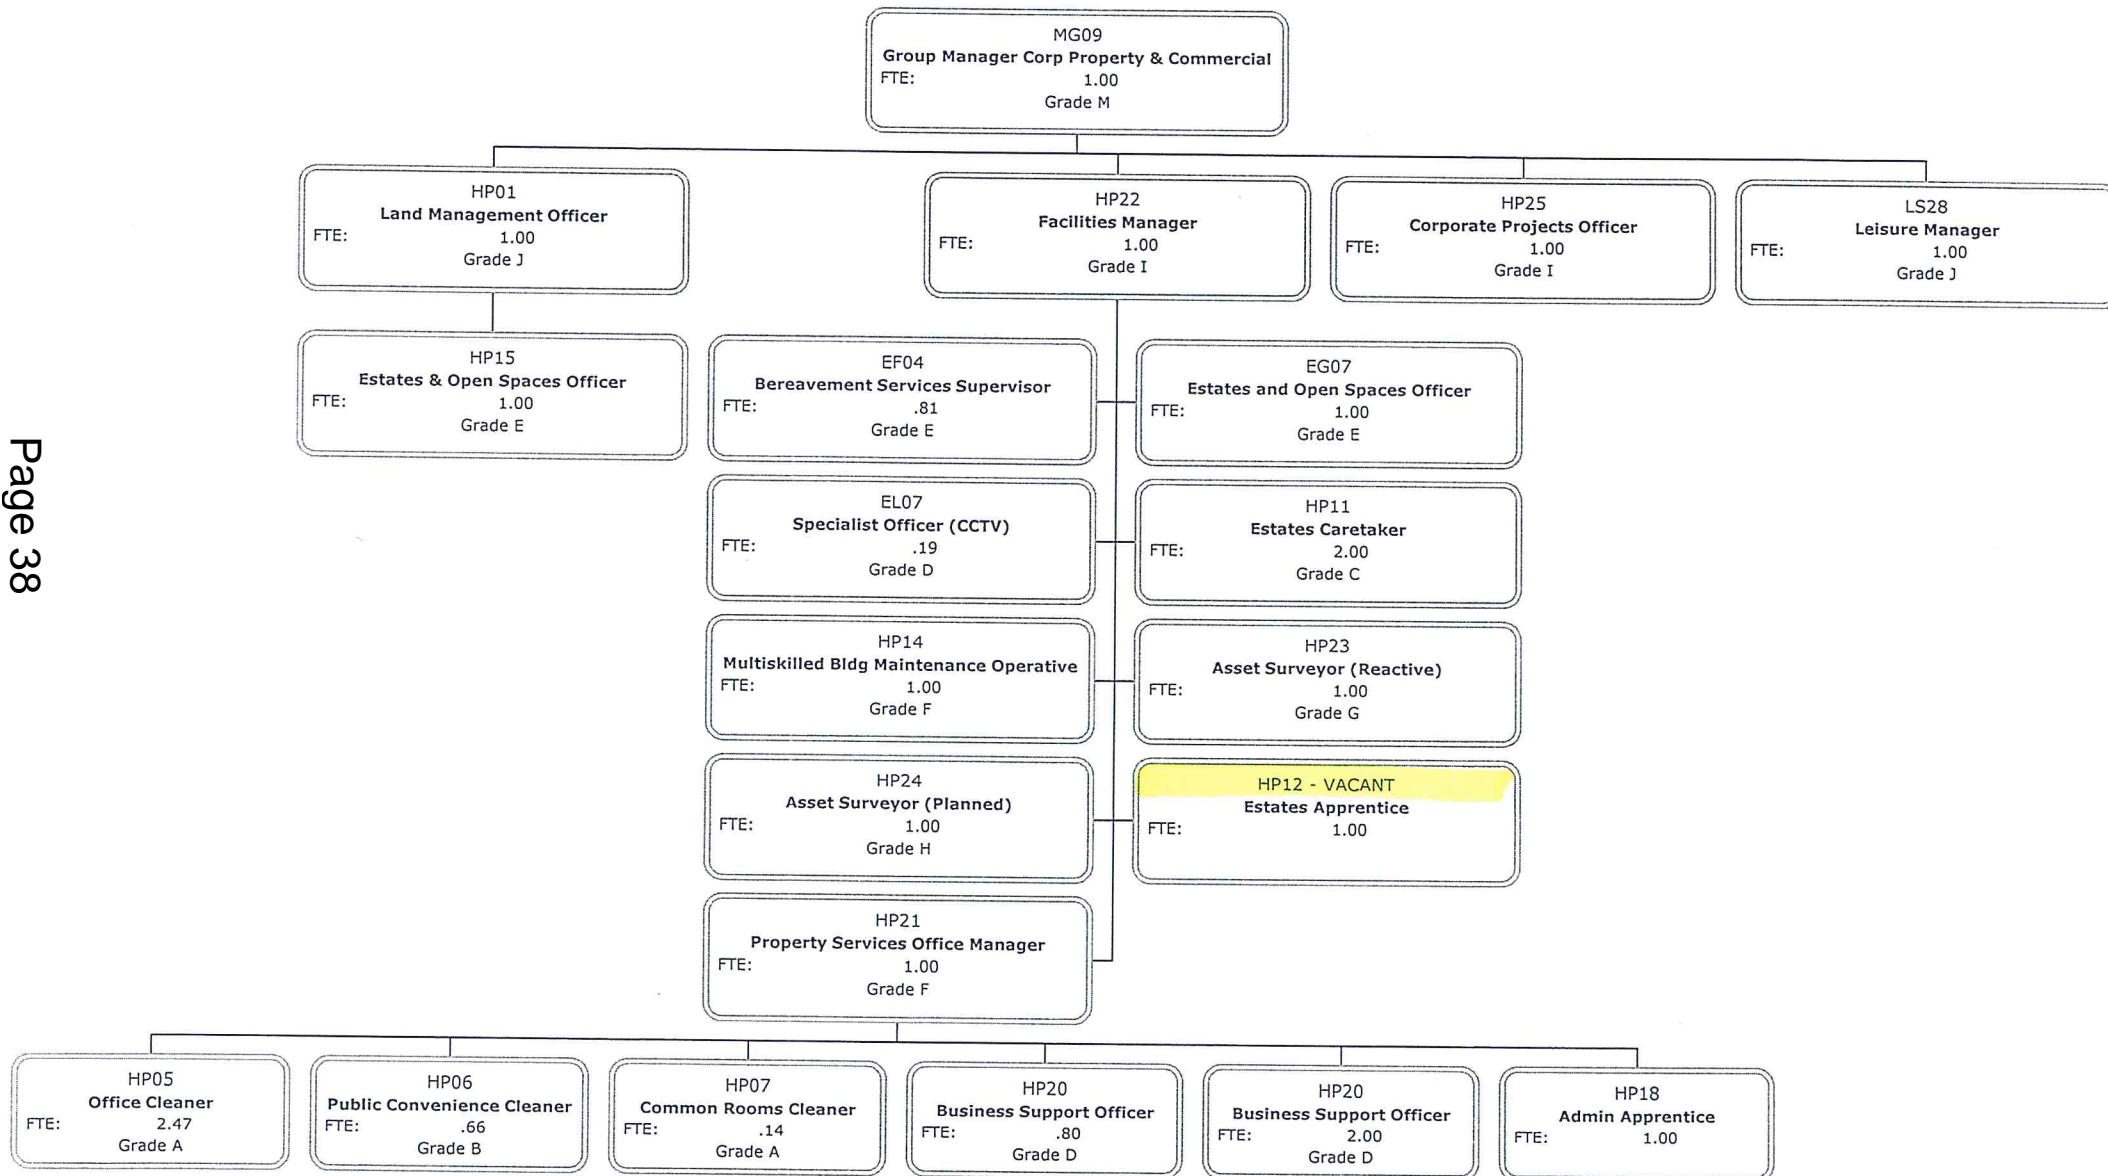 MG09
Group Manager Corp Property & Commercial
FTE: 1.00
Grade M
HP01
Land Management Officer
FTE: 1.00
Grade J
HP22
Facilities Manager
FTE: 1.00
Grade I
HP25
Corporate Projects Officer
FTE: 1.00
Grade I
LS28
Leisure Manager
FTE: 1.00
Grade J
HP15
Estates & Open Spaces Officer
FTE: 1.00
Grade E
EF04
Bereavement Services Supervisor
FTE: .81
Grade E
EG07
Estates and Open Spaces Officer
FTE: 1.00
Grade E
EL07
Specialist Officer (CCTV)
FTE: .19
Grade D
HP11
Estates Caretaker
FTE: 2.00
Grade C
HP14
Multiskilled Bldg Maintenance Operative
FTE: 1.00
Grade F
HP23
Asset Surveyor (Reactive)
FTE: 1.00
Grade G
HP24
Asset Surveyor (Planned)
FTE: 1.00
Grade H
HP12 - VACANT
Estates Apprentice
FTE: 1.00
HP21
Property Services Office Manager
FTE: 1.00
Grade F
HP05
Office Cleaner
FTE: 2.47
Grade A
HP06
Public Convenience Cleaner
FTE: .66
Grade B
HP07
Common Rooms Cleaner
FTE: .14
Grade A
HP20
Business Support Officer
FTE: .80
Grade D
HP20
Business Support Officer
FTE: 2.00
Grade D
HP18
Admin Apprentice
FTE: 1.00
Page 38